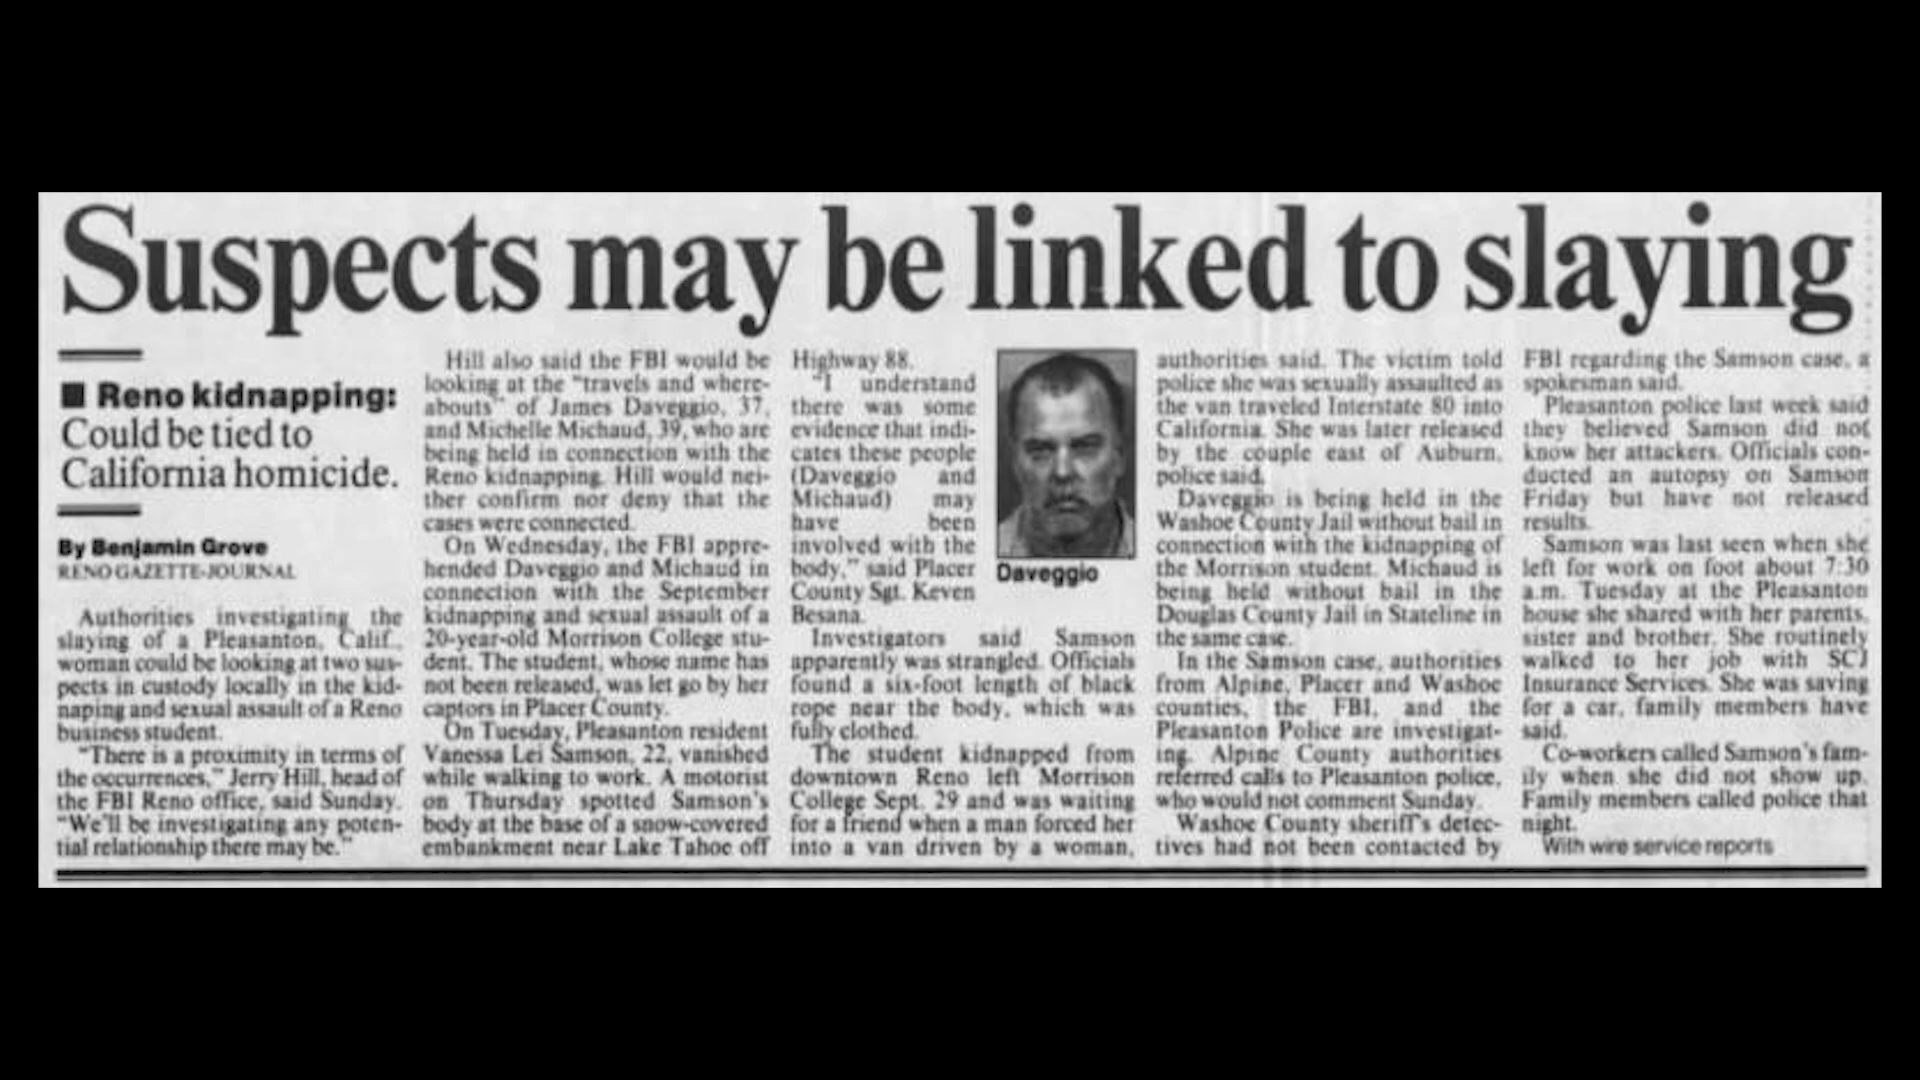 Suspects may be linked to slaying
■ Reno kidnapping:
Could be tied to
California homicide.
By Benjamin Grove
RENO GAZETTE-JOURNAL
Authorities investigating the
slaying of a Pleasanton, Calif.,
woman could be looking at two sus-
pects in custody locally in the kid-
naping and sexual assault of a Reno
business student.
"There is a proximity in terms of
the occurrences," Jerry Hill, head of
the FBI Reno office, said Sunday.
"We'll be investigating any poten-
tial relationship there may be."
Hill also said the FBI would be
looking at the "travels and where-
abouts" of James Daveggio, 37,
and Michelle Michaud, 39, who are
being held in connection with the
Reno kidnapping. Hill would nei-
ther confirm nor deny that the
cases were connected.
On Wednesday, the FBI appre-
hended Daveggio and Michaud in
connection with the September
kidnapping and sexual assault of a
20-year-old Morrison College stu-
dent. The student, whose name has
not been released, was let go by her
captors in Placer County.
On Tuesday, Pleasanton resident
Vanessa Lei Samson, 22, vanished
while walking to work. A motorist
on Thursday spotted Samson's
body at the base of a snow-covered
embankment near Lake Tahoe off
Highway 88.
"I understand
there was some
evidence that indi-
cates these people
(Daveggio and
Michaud) may
have been
involved with the
body," said Placer
County Sgt. Keven
Besana.
Daveggio
Investigators said Samson
apparently was strangled. Officials
found a six-foot length of black
rope near the body, which was
fully clothed.
The student kidnapped from
downtown Reno left Morrison
College Sept. 29 and was waiting
for a friend when a man forced her
into a van driven by a woman,
authorities said. The victim told
police she was sexually assaulted as
the van traveled Interstate 80 into
California. She was later released
by the couple east of Auburn,
police said.
Daveggio is being held in the
Washoe County Jail without bail in
connection with the kidnapping of
the Morrison student. Michaud is
being held without bail in the
Douglas County Jail in Stateline in
the same case.
In the Samson case, authorities
from Alpine, Placer and Washoe
counties, the FBI, and the
Pleasanton Police are investigat-
ing. Alpine County authorities
referred calls to Pleasanton police,
who would not comment Sunday.
Washoe County sheriff's detec-
tives had not been contacted by
FBI regarding the Samson case, a
spokesman said.
Pleasanton police last week said
they believed Samson did not
know her attackers. Officials con-
ducted an autopsy on Samson
Friday but have not released
results.
Samson was last seen when she
left for work on foot about 7:30
a.m. Tuesday at the Pleasanton
house she shared with her parents,
sister and brother. She routinely
walked to her job with SCJ
Insurance Services. She was saving
for a car, family members have
said.
Co-workers called Samson's fam-
ily when she did not show up.
Family members called police that
night.
With wire service reports